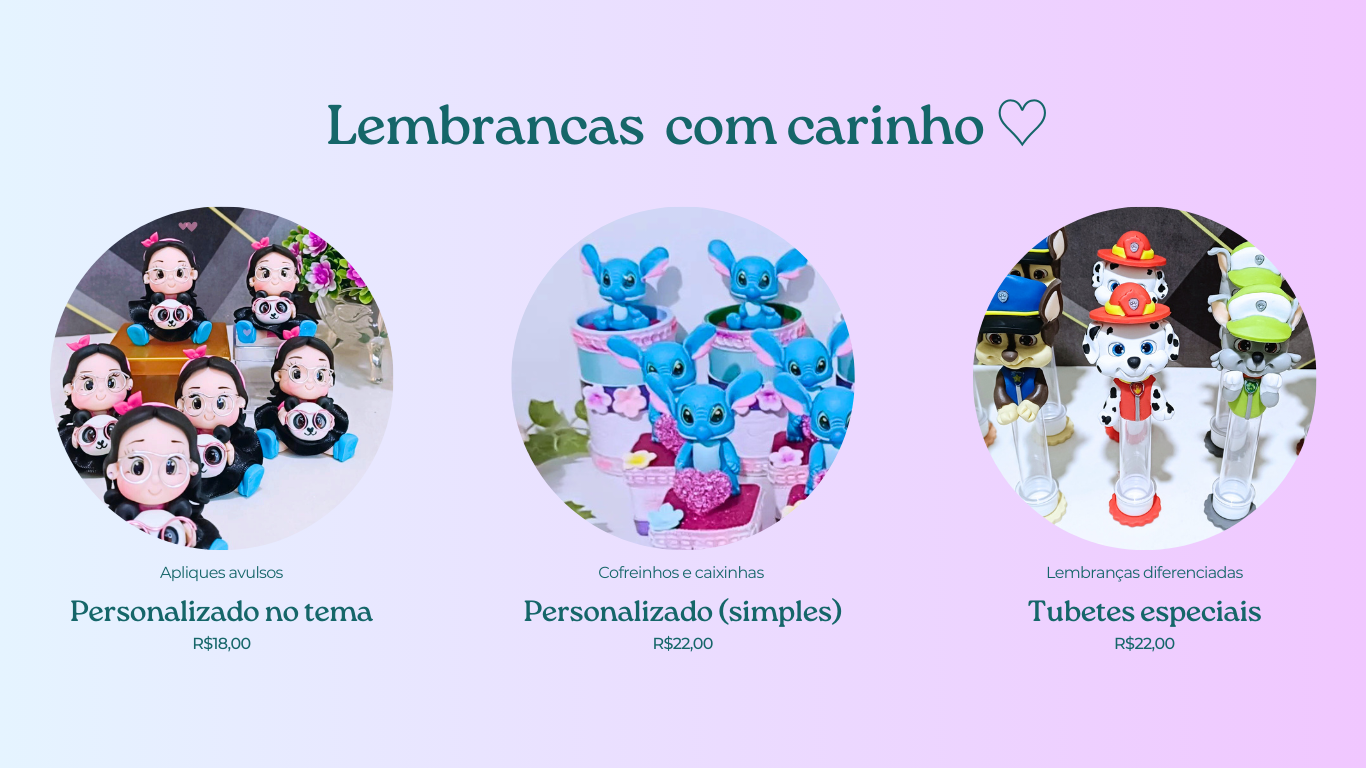 Lembrancas com carinho ♡
Apliques avulsos
Personalizado no tema
R$18,00
Cofreinhos e caixinhas
Personalizado (simples)
R$22,00
Lembranças diferenciadas
Tubetes especiais
R$22,00